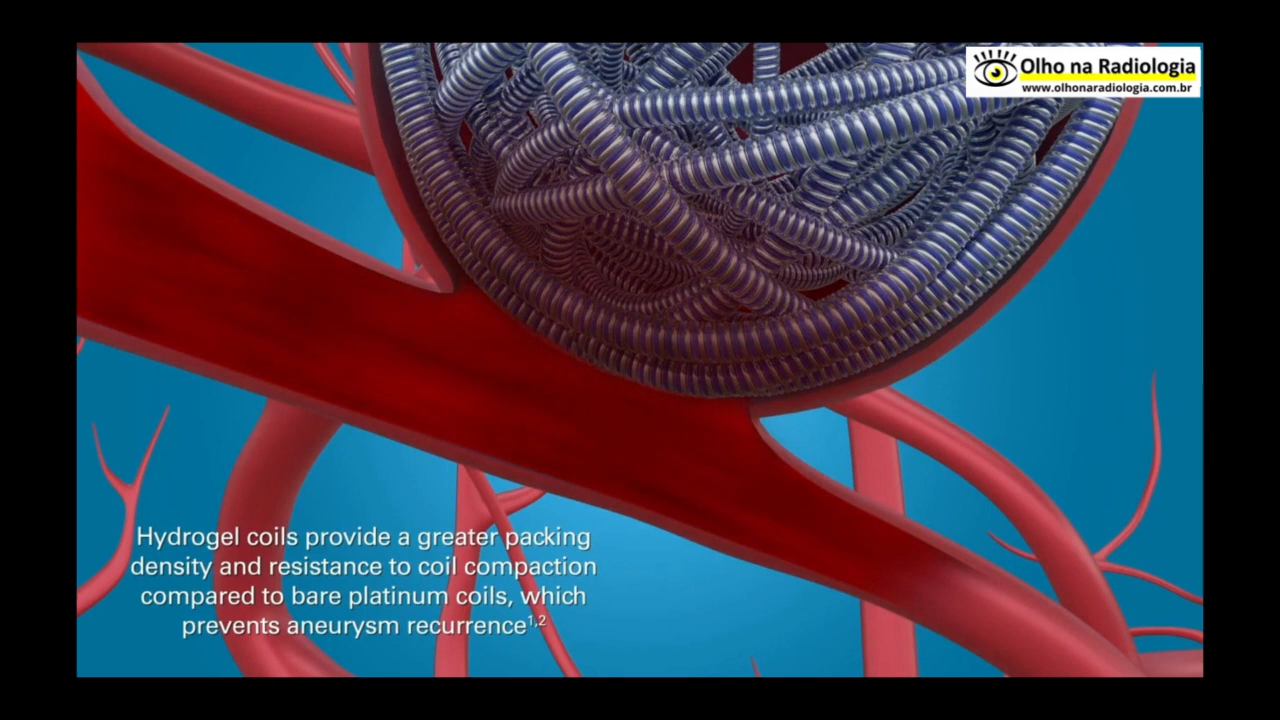 Olho na Radiologia
www.olhonaradiologia.com.br
Hydrogel coils provide a greater packing
density and resistance to coil compaction
compared to bare platinum coils, which
prevents aneurysm recurrence¹,²